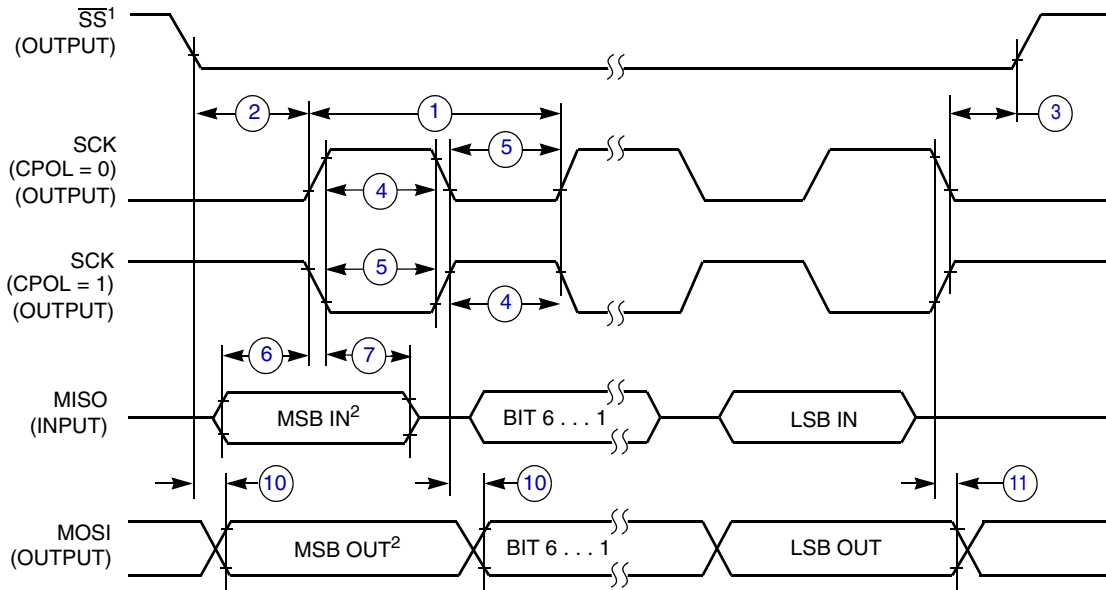 SS¹
(OUTPUT)
2
1
3
SCK
(CPOL = 0)
(OUTPUT)
5
4
SCK
(CPOL = 1)
(OUTPUT)
5
4
6
7
MISO
(INPUT)
MSB IN²
BIT 6 . . . 1
LSB IN
10
10
11
MOSI
(OUTPUT)
MSB OUT²
BIT 6 . . . 1
LSB OUT